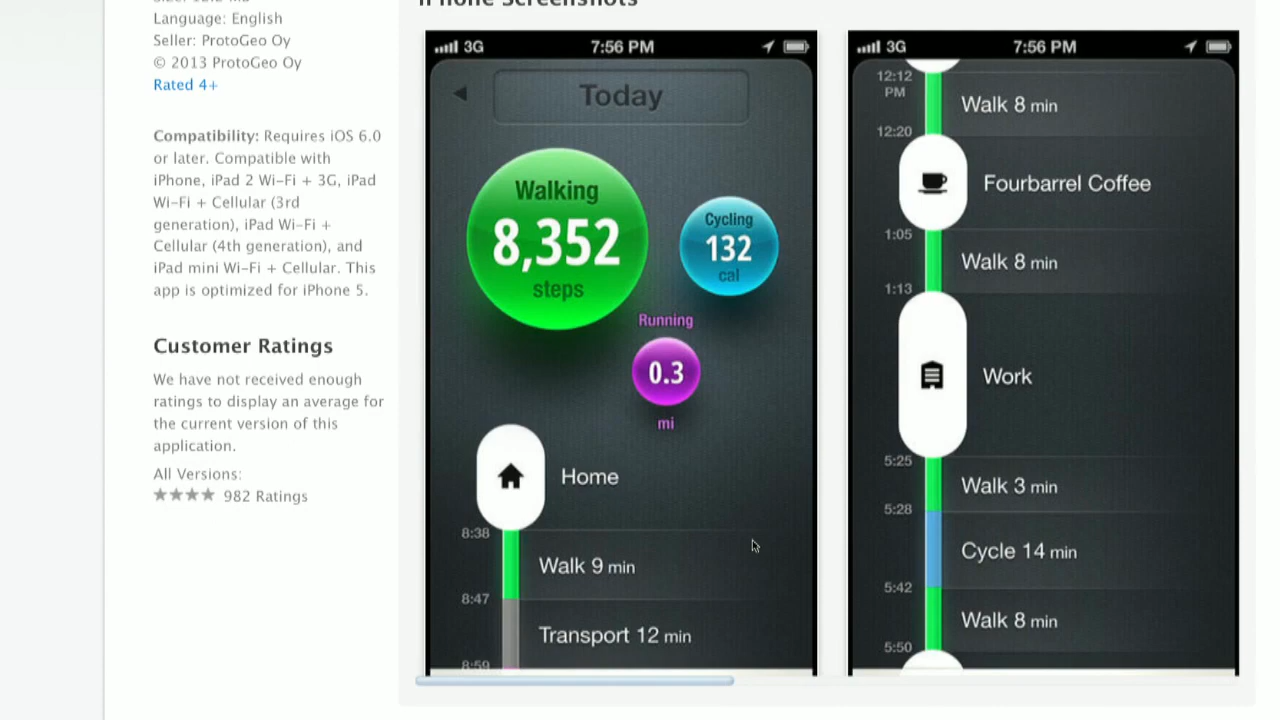 Language: English
Seller: ProtoGeo Oy
© 2013 ProtoGeo Oy
Rated 4+
Compatibility: Requires iOS 6.0
or later. Compatible with
iPhone, iPad 2 Wi-Fi + 3G, iPad
Wi-Fi + Cellular (3rd
generation), iPad Wi-Fi +
Cellular (4th generation), and
iPad mini Wi-Fi + Cellular. This
app is optimized for iPhone 5.
Customer Ratings
We have not received enough
ratings to display an average for
the current version of this
application.
All Versions:
★★★★ 982 Ratings
iPhone Screenshots
3G 7:56 PM
Today
Walking
8,352
steps
Cycling
132
cal
Running
0.3
mi
Home
8:38
Walk 9 min
8:47
Transport 12 min
8:59
3G 7:56 PM
12:12
PM
Walk 8 min
12:20
Fourbarrel Coffee
1:05
Walk 8 min
1:13
Work
5:25
Walk 3 min
5:28
Cycle 14 min
5:42
Walk 8 min
5:50